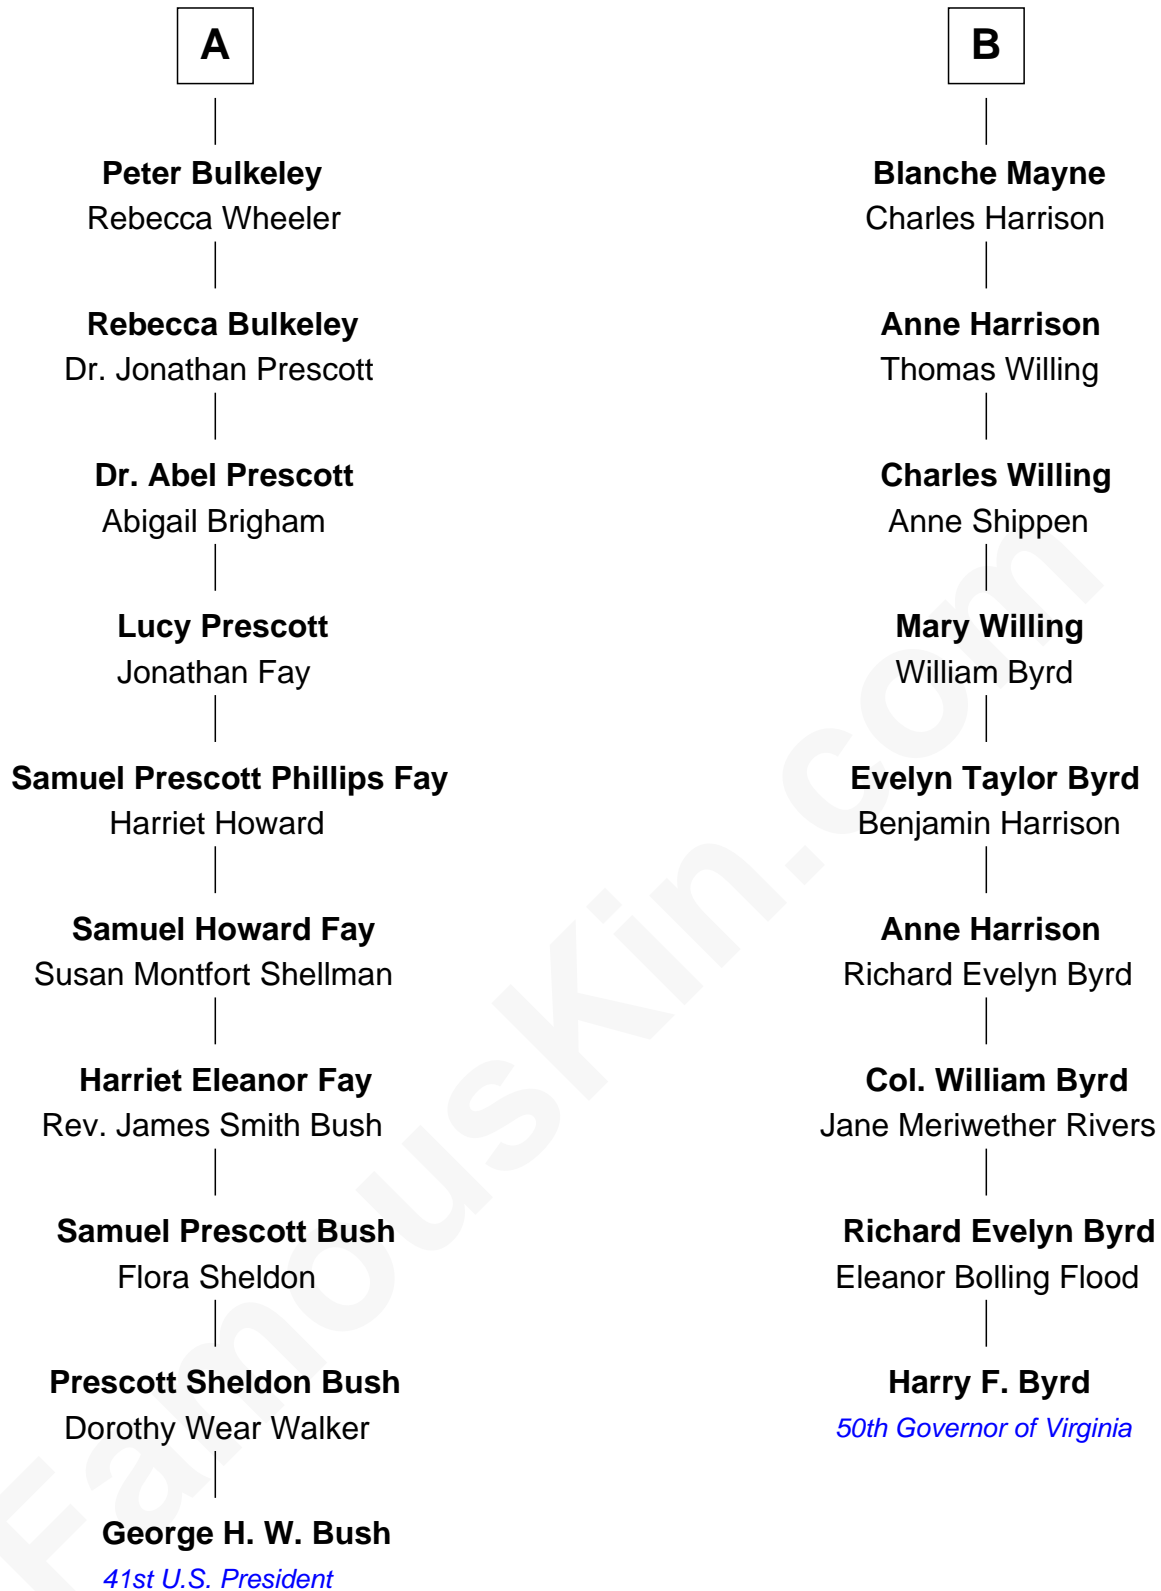 A
Peter Bulkeley
Rebecca Wheeler
Rebecca Bulkeley
Dr. Jonathan Prescott
Dr. Abel Prescott
Abigail Brigham
Lucy Prescott
Jonathan Fay
Samuel Prescott Phillips Fay
Harriet Howard
Samuel Howard Fay
Susan Montfort Shellman
Harriet Eleanor Fay
Rev. James Smith Bush
Samuel Prescott Bush
Flora Sheldon
Prescott Sheldon Bush
Dorothy Wear Walker
George H. W. Bush
41st U.S. President
B
Blanche Mayne
Charles Harrison
Anne Harrison
Thomas Willing
Charles Willing
Anne Shippen
Mary Willing
William Byrd
Evelyn Taylor Byrd
Benjamin Harrison
Anne Harrison
Richard Evelyn Byrd
Col. William Byrd
Jane Meriwether Rivers
Richard Evelyn Byrd
Eleanor Bolling Flood
Harry F. Byrd
50th Governor of Virginia
FamousKin.com